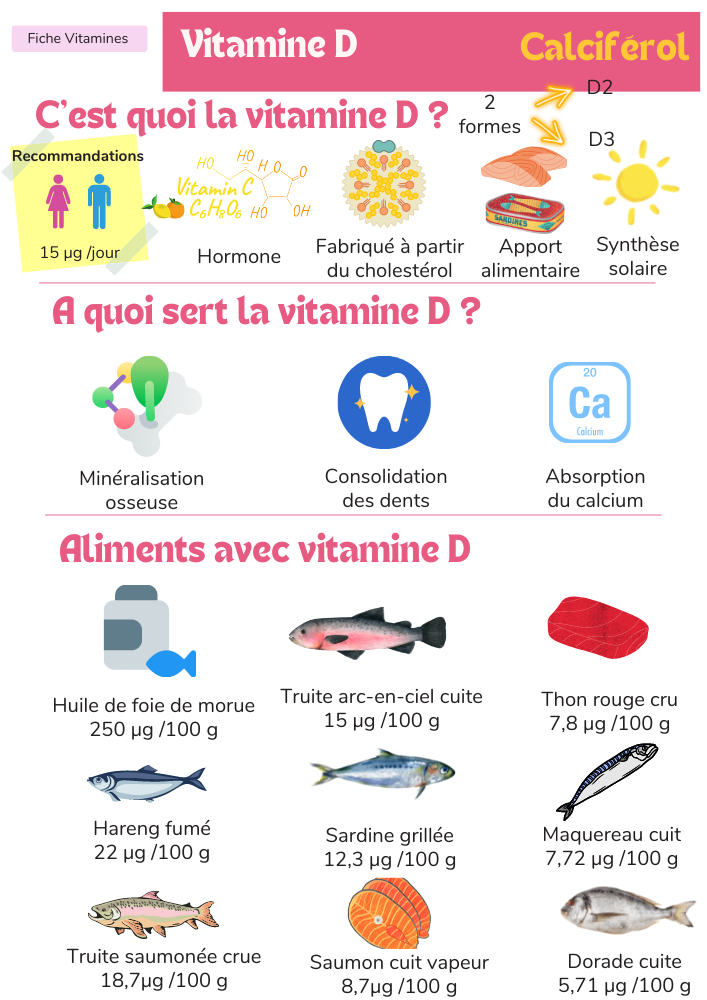 Fiche Vitamines
Vitamine D
Calciférol
C'est quoi la vitamine D ?
2
formes
D2
D3
Recommandations
15 µg /jour
HO
HO
H
O
O
Vitamin C
C6H8O6
HO
OH
Hormone
Fabriqué à partir
du cholestérol
SARDINES
Apport
alimentaire
Synthèse
solaire
A quoi sert la vitamine D ?
Minéralisation
osseuse
Consolidation
des dents
20
Ca
Calcium
Absorption
du calcium
Aliments avec vitamine D
Huile de foie de morue
250 µg /100 g
Truite arc-en-ciel cuite
15 µg /100 g
Thon rouge cru
7,8 µg /100 g
Hareng fumé
22 µg /100 g
Sardine grillée
12,3 µg /100 g
Maquereau cuit
7,72 µg /100 g
Truite saumonée crue
18,7µg /100 g
Saumon cuit vapeur
8,7µg /100 g
Dorade cuite
5,71 µg /100 g